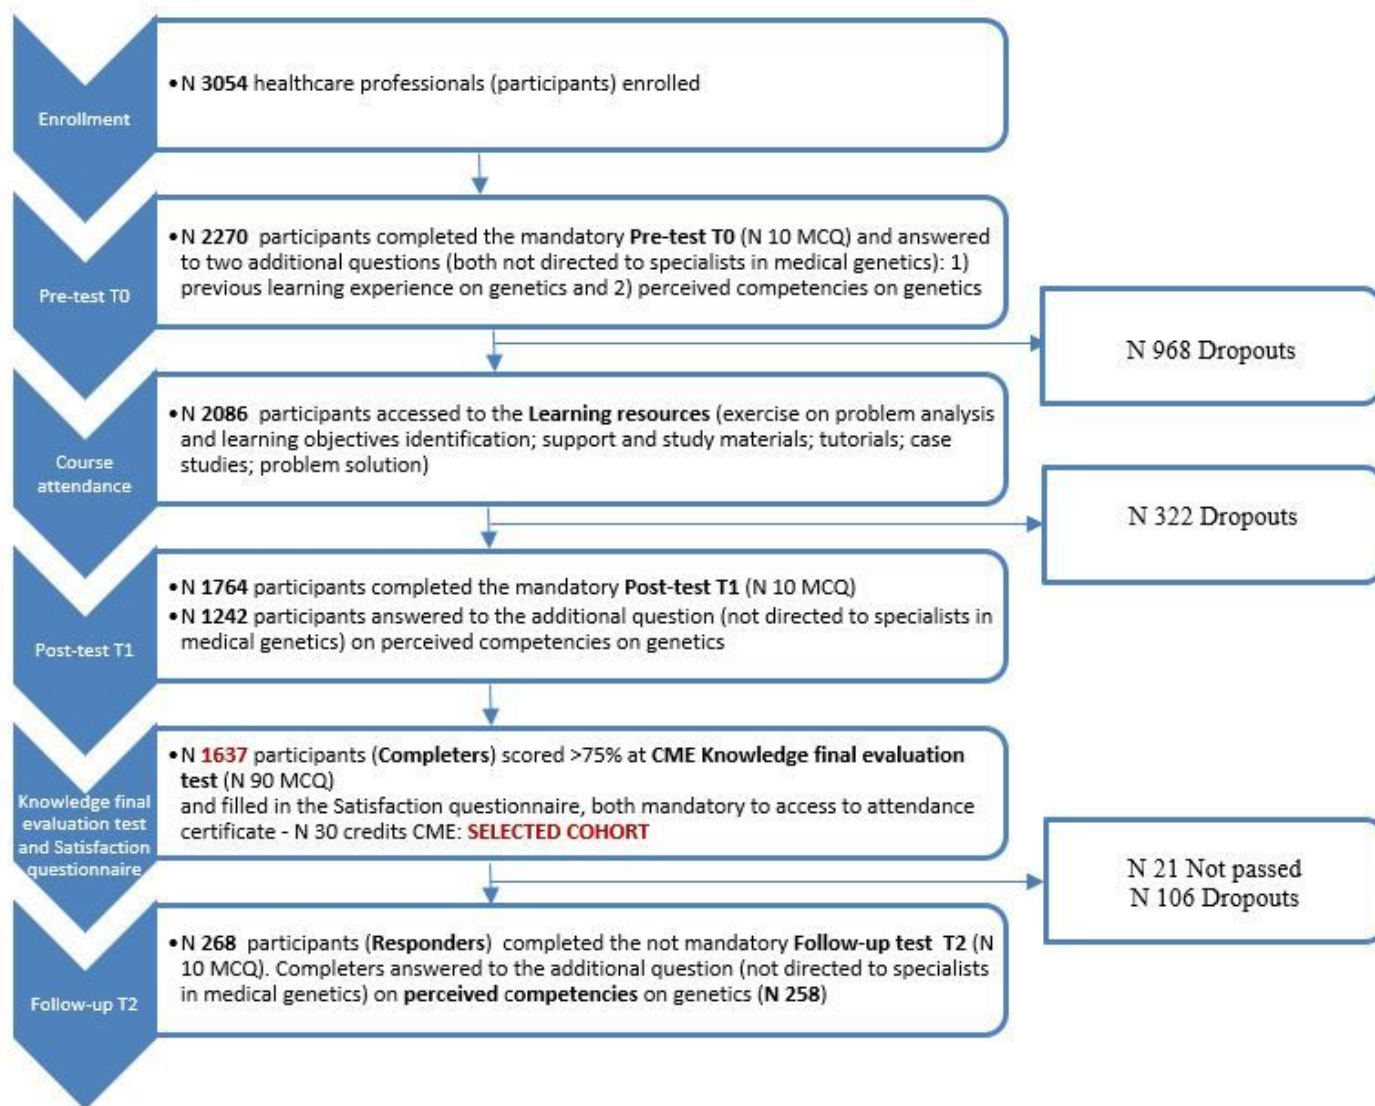 Enrollment
•N 3054 healthcare professionals (participants) enrolled
Pre-test T0
•N 2270 participants completed the mandatory Pre-test T0 (N 10 MCQ) and answered
to two additional questions (both not directed to specialists in medical genetics): 1)
previous learning experience on genetics and 2) perceived competencies on genetics
N 968 Dropouts
Course
attendance
•N 2086 participants accessed to the Learning resources (exercise on problem analysis
and learning objectives identification; support and study materials; tutorials; case
studies; problem solution)
N 322 Dropouts
Post-test T1
•N 1764 participants completed the mandatory Post-test T1 (N 10 MCQ)
•N 1242 participants answered to the additional question (not directed to specialists in
medical genetics) on perceived competencies on genetics
Knowledge final
evaluation test
and Satisfaction
questionnaire
•N 1637 participants (Completers) scored >75% at CME Knowledge final evaluation
test (N 90 MCQ)
and filled in the Satisfaction questionnaire, both mandatory to access to attendance
certificate - N 30 credits CME: SELECTED COHORT
N 21 Not passed
N 106 Dropouts
Follow-up T2
•N 268 participants (Responders) completed the not mandatory Follow-up test T2 (N
10 MCQ). Completers answered to the additional question (not directed to specialists
in medical genetics) on perceived competencies on genetics (N 258)